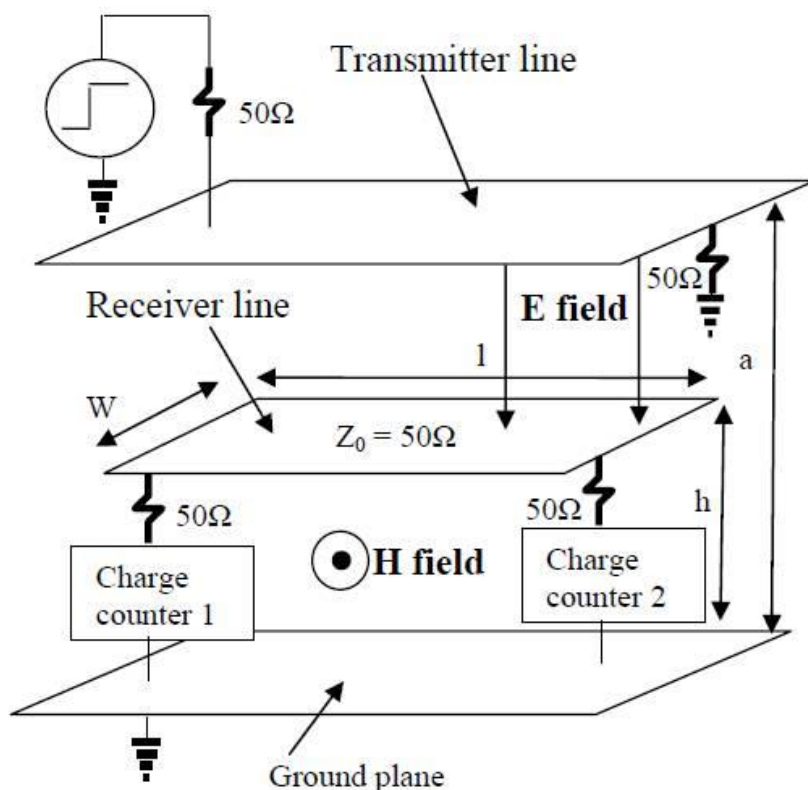 Transmitter line
50Ω
50Ω
E field
Receiver line
l
a
W
Z0 = 50Ω
h
50Ω
50Ω
H field
Charge
counter 1
Charge
counter 2
Ground plane